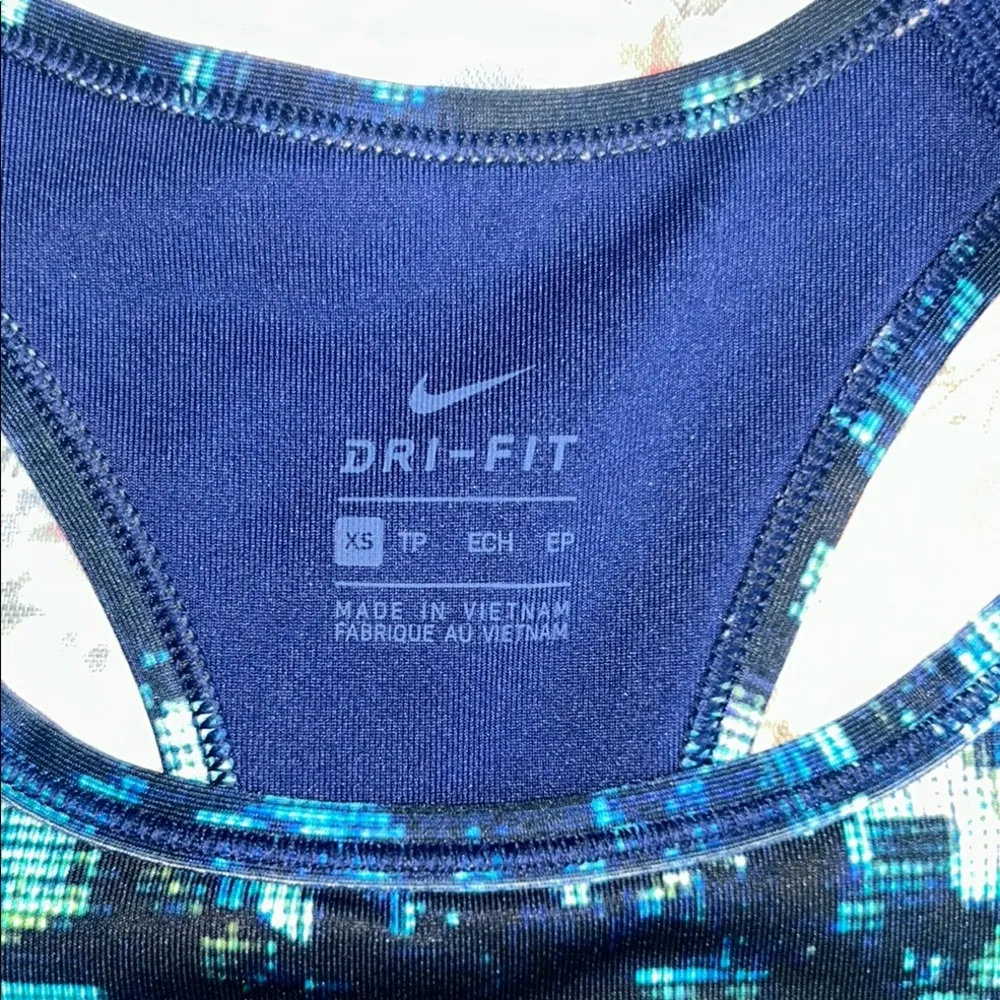 DRI-FIT
XS TP ECH EP
MADE IN VIETNAM
FABRIQUE AU VIETNAM